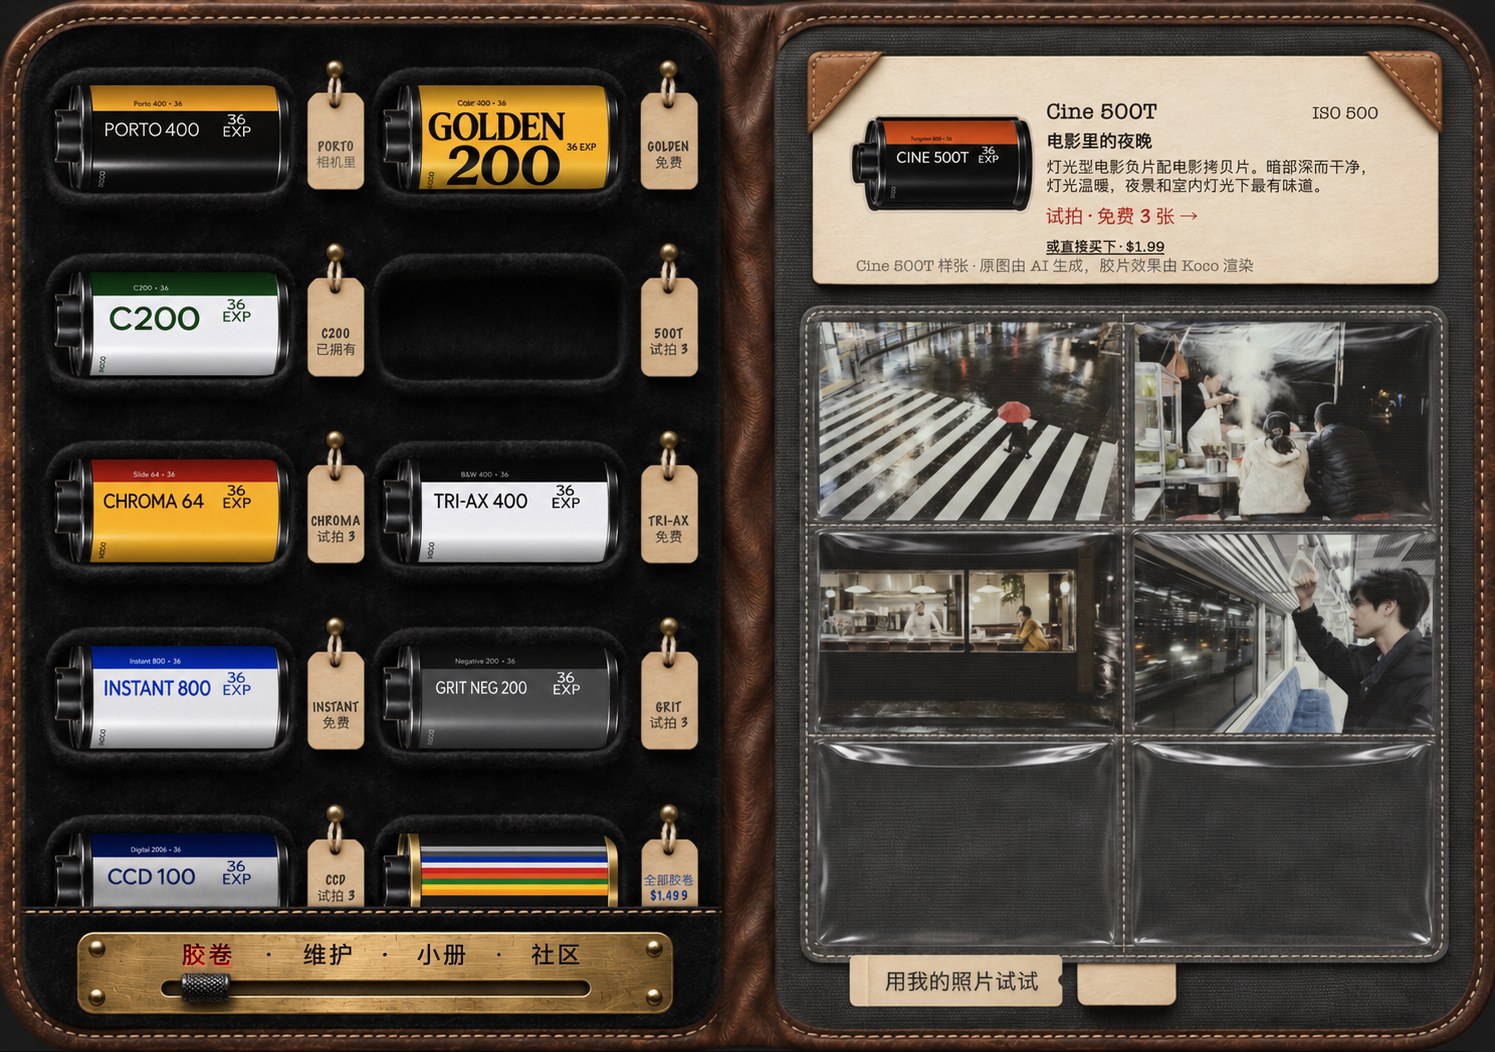 Porto 400 • 36
PORTO 400
36
EXP
KOCO
PORTO
相机里
36 EXP
GOLDEN
200
KOCO
GOLDEN
免费
C200 • 36
C200
36
EXP
KOCO
C200
已拥有
500T
试拍 3
Slide 64 • 36
CHROMA 64
36
EXP
KOCO
CHROMA
试拍 3
B&W 400 • 36
TRI-AX 400
36
EXP
KOCO
TRI-AX
免费
Instant 800 • 36
INSTANT 800
36
EXP
KOCO
INSTANT
免费
Negative 200 • 36
GRIT NEG 200
36
EXP
KOCO
GRIT
试拍 3
Digital 2006 • 36
CCD 100
36
EXP
CCD
试拍 3
全部胶卷
$1.499
胶卷 · 维护 · 小册 · 社区
Cine 500T
ISO 500
电影里的夜晚
灯光型电影负片配电影拷贝片。暗部深而干净，
灯光温暖，夜景和室内灯光下最有味道。
试拍 · 免费 3 张 →
或直接买下 · $1.99
Cine 500T 样张 · 原图由 AI 生成，胶片效果由 Koco 渲染
CINE 500T
36
EXP
用我的照片试试